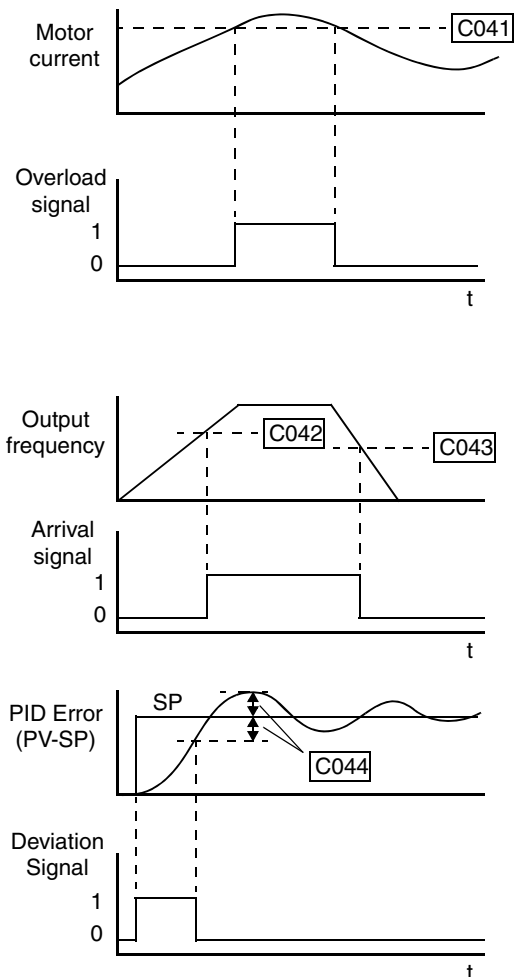 Motor
current
C041
Overload
signal
1
0
t
Output
frequency
C042
C043
Arrival
signal
1
0
t
SP
PID Error
(PV-SP)
C044
Deviation
Signal
1
0
t